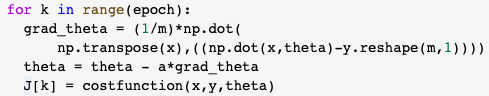 for k in range(epoch):
  grad_theta = (1/m)*np.dot(
      np.transpose(x),((np.dot(x,theta)-y.reshape(m,1))))
  theta = theta - a*grad_theta
  J[k] = costfunction(x,y,theta)